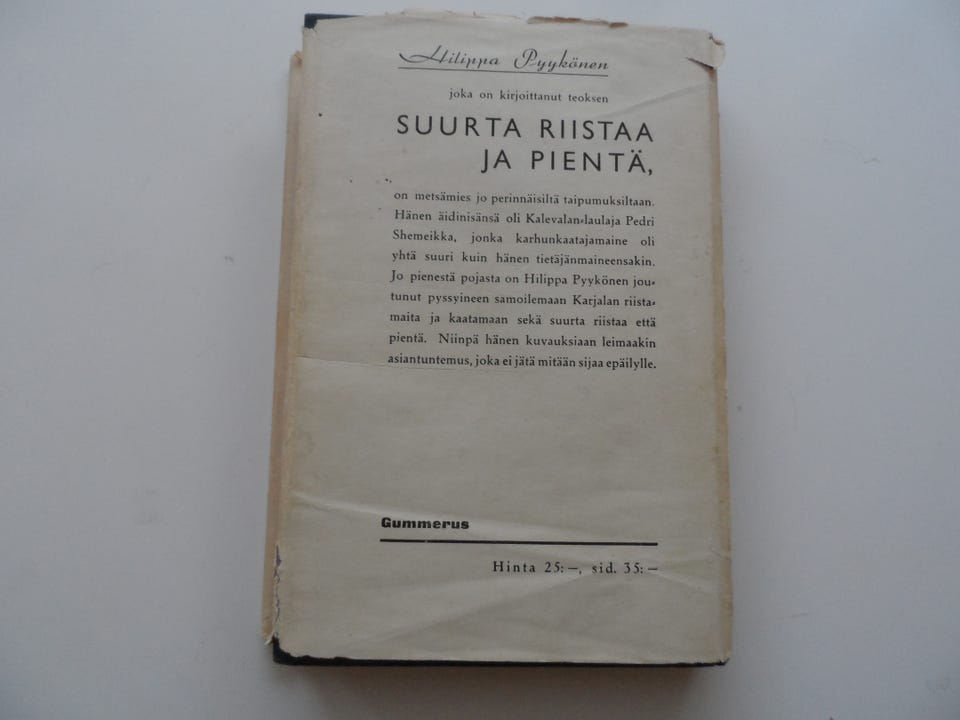 Hilippa Pyykönen
joka on kirjoittanut teoksen
SUURTA RIISTAA
JA PIENTÄ,
on metsämies jo perinnäisiltä taipumuksiltaan.
Hänen äidinisänsä oli Kalevalan-laulaja Pedri
Shemeikka, jonka karhunkaatajamaine oli
yhtä suuri kuin hänen tietäjänmaineensakin.
Jo pienestä pojasta on Hilippa Pyykönen jou-
tunut pyssyineen samoilemaan Karjalan riista-
maita ja kaatamaan sekä suurta riistaa että
pientä. Niinpä hänen kuvauksiaan leimaakin
asiantuntemus, joka ei jätä mitään sijaa epäilylle.
Gummerus
Hinta 25:—, sid. 35:—